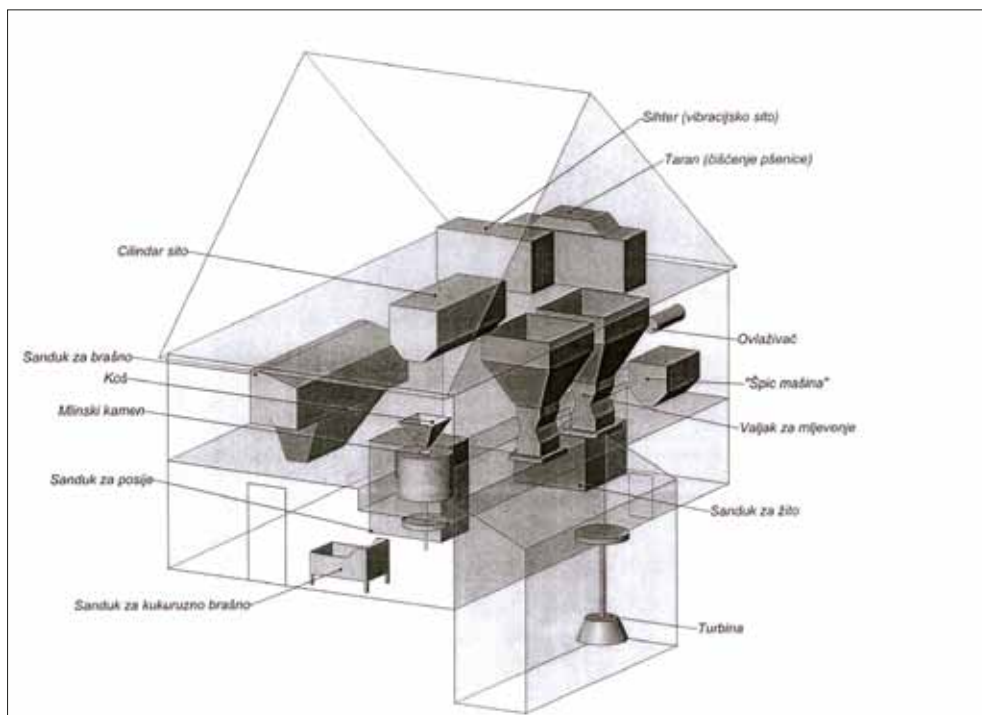 Sihter (vibracijsko sito)
Taran (čišćenje pšenice)
Cilindar sito
Ovlaživač
Sanduk za brašno
Koš
"Špic mašina"
Mlinski kamen
Valjak za mljevenje
Sanduk za posije
Sanduk za žito
Sanduk za kukuruzno brašno
Turbina